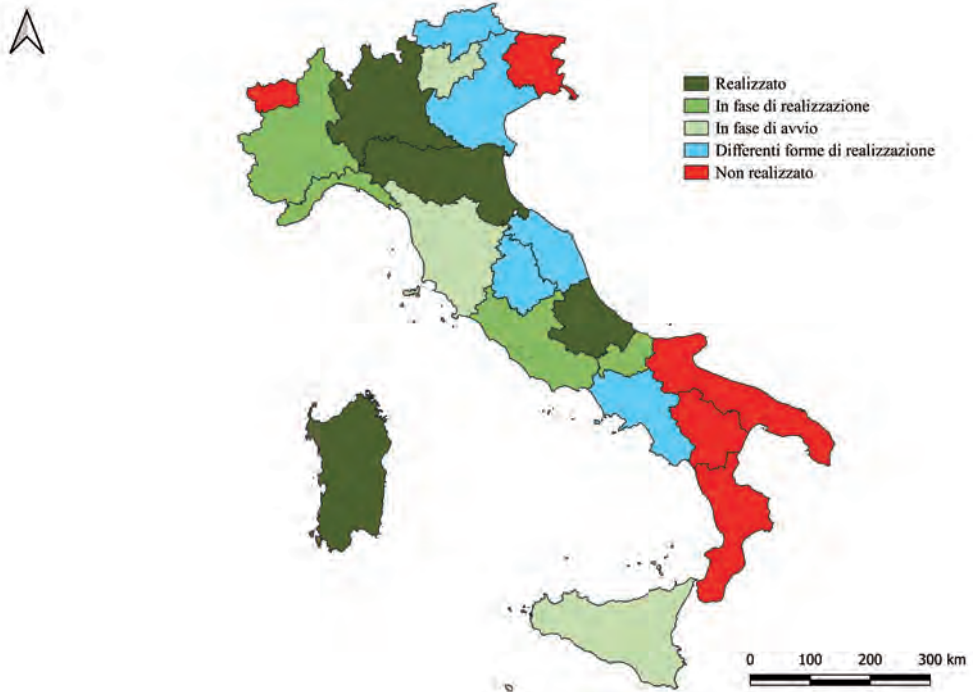 Realizzato
In fase di realizzazione
In fase di avvio
Differenti forme di realizzazione
Non realizzato
0 100 200 300 km